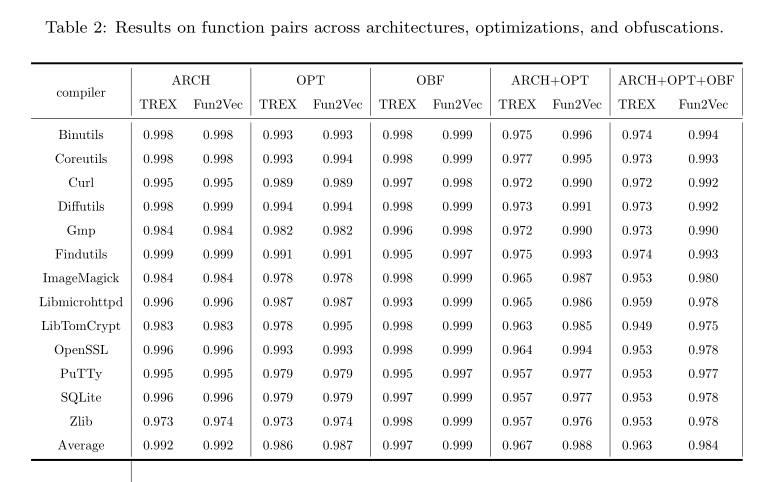 Table 2: Results on function pairs across architectures, optimizations, and obfuscations.
compiler ARCH OPT OBF ARCH+OPT ARCH+OPT+OBF
TREX Fun2Vec TREX Fun2Vec TREX Fun2Vec TREX Fun2Vec TREX Fun2Vec
Binutils 0.998 0.998 0.993 0.993 0.998 0.999 0.975 0.996 0.974 0.994
Coreutils 0.998 0.998 0.993 0.994 0.998 0.999 0.977 0.995 0.973 0.993
Curl 0.995 0.995 0.989 0.989 0.997 0.998 0.972 0.990 0.972 0.992
Diffutils 0.998 0.999 0.994 0.994 0.998 0.999 0.973 0.991 0.973 0.992
Gmp 0.984 0.984 0.982 0.982 0.996 0.998 0.972 0.990 0.973 0.990
Findutils 0.999 0.999 0.991 0.991 0.995 0.997 0.975 0.993 0.974 0.993
ImageMagick 0.984 0.984 0.978 0.978 0.998 0.999 0.965 0.987 0.953 0.980
Libmicrohttpd 0.996 0.996 0.987 0.987 0.993 0.999 0.965 0.986 0.959 0.978
LibTomCrypt 0.983 0.983 0.978 0.995 0.998 0.999 0.963 0.985 0.949 0.975
OpenSSL 0.996 0.996 0.993 0.993 0.998 0.999 0.964 0.994 0.953 0.978
PuTTy 0.995 0.995 0.979 0.979 0.995 0.997 0.957 0.977 0.953 0.977
SQLite 0.996 0.996 0.979 0.979 0.997 0.999 0.957 0.977 0.953 0.978
Zlib 0.973 0.974 0.973 0.974 0.998 0.999 0.957 0.976 0.953 0.978
Average 0.992 0.992 0.986 0.987 0.997 0.999 0.967 0.988 0.963 0.984